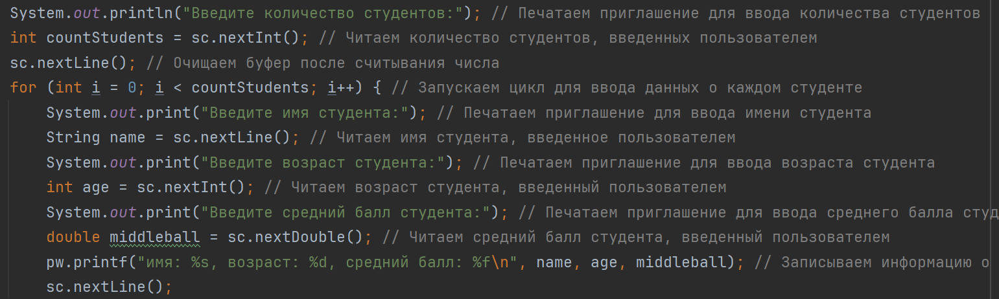 System.out.println("Введите количество студентов:"); // Печатаем приглашение для ввода количества студентов
int countStudents = sc.nextInt(); // Читаем количество студентов, введенных пользователем
sc.nextLine(); // Очищаем буфер после считывания числа
for (int i = 0; i < countStudents; i++) { // Запускаем цикл для ввода данных о каждом студенте
    System.out.print("Введите имя студента:"); // Печатаем приглашение для ввода имени студента
    String name = sc.nextLine(); // Читаем имя студента, введенное пользователем
    System.out.print("Введите возраст студента:"); // Печатаем приглашение для ввода возраста студента
    int age = sc.nextInt(); // Читаем возраст студента, введенный пользователем
    System.out.print("Введите средний балл студента:"); // Печатаем приглашение для ввода среднего балла студ
    double middleball = sc.nextDouble(); // Читаем средний балл студента, введенный пользователем
    pw.printf("имя: %s, возраст: %d, средний балл: %f\n", name, age, middleball); // Записываем информацию о
    sc.nextLine();